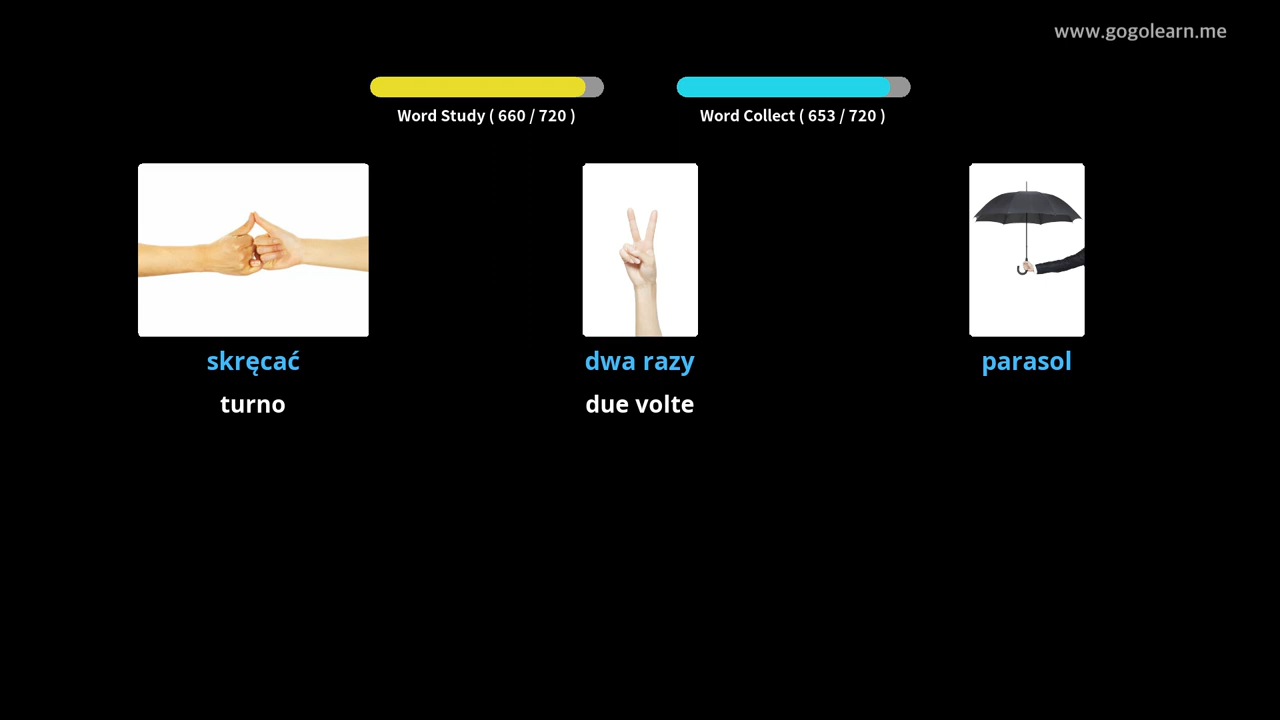 www.gogolearn.me
Word Study ( 660 / 720 )
Word Collect ( 653 / 720 )
skręcać
dwa razy
parasol
turno
due volte